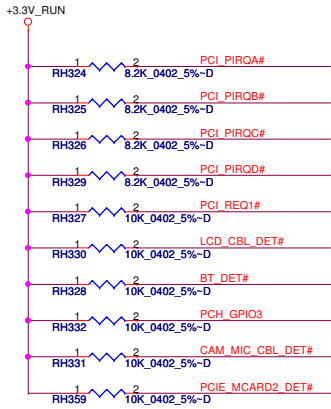 +3.3V_RUN
1 2 PCI_PIRQA#
RH324 8.2K_0402_5%~D
1 2 PCI_PIRQB#
RH325 8.2K_0402_5%~D
1 2 PCI_PIRQC#
RH326 8.2K_0402_5%~D
1 2 PCI_PIRQD#
RH329 8.2K_0402_5%~D
1 2 PCI_REQ1#
RH327 10K_0402_5%~D
1 2 LCD_CBL_DET#
RH330 10K_0402_5%~D
1 2 BT_DET#
RH328 10K_0402_5%~D
1 2 PCH_GPIO3
RH332 10K_0402_5%~D
1 2 CAM_MIC_CBL_DET#
RH331 10K_0402_5%~D
1 2 PCIE_MCARD2_DET#
RH359 10K_0402_5%~D